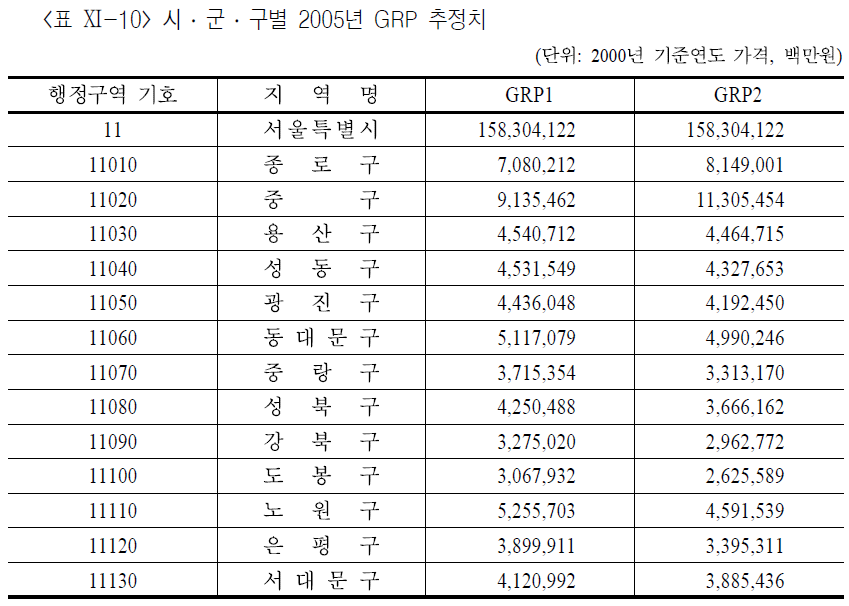 <표 Ⅺ-10> 시·군·구별 2005년 GRP 추정치
(단위: 2000년 기준연도 가격, 백만원)
행정구역 기호 지 역 명 GRP1 GRP2
11 서울특별시 158,304,122 158,304,122
11010 종 로 구 7,080,212 8,149,001
11020 중 구 9,135,462 11,305,454
11030 용 산 구 4,540,712 4,464,715
11040 성 동 구 4,531,549 4,327,653
11050 광 진 구 4,436,048 4,192,450
11060 동 대 문 구 5,117,079 4,990,246
11070 중 랑 구 3,715,354 3,313,170
11080 성 북 구 4,250,488 3,666,162
11090 강 북 구 3,275,020 2,962,772
11100 도 봉 구 3,067,932 2,625,589
11110 노 원 구 5,255,703 4,591,539
11120 은 평 구 3,899,911 3,395,311
11130 서 대 문 구 4,120,992 3,885,436